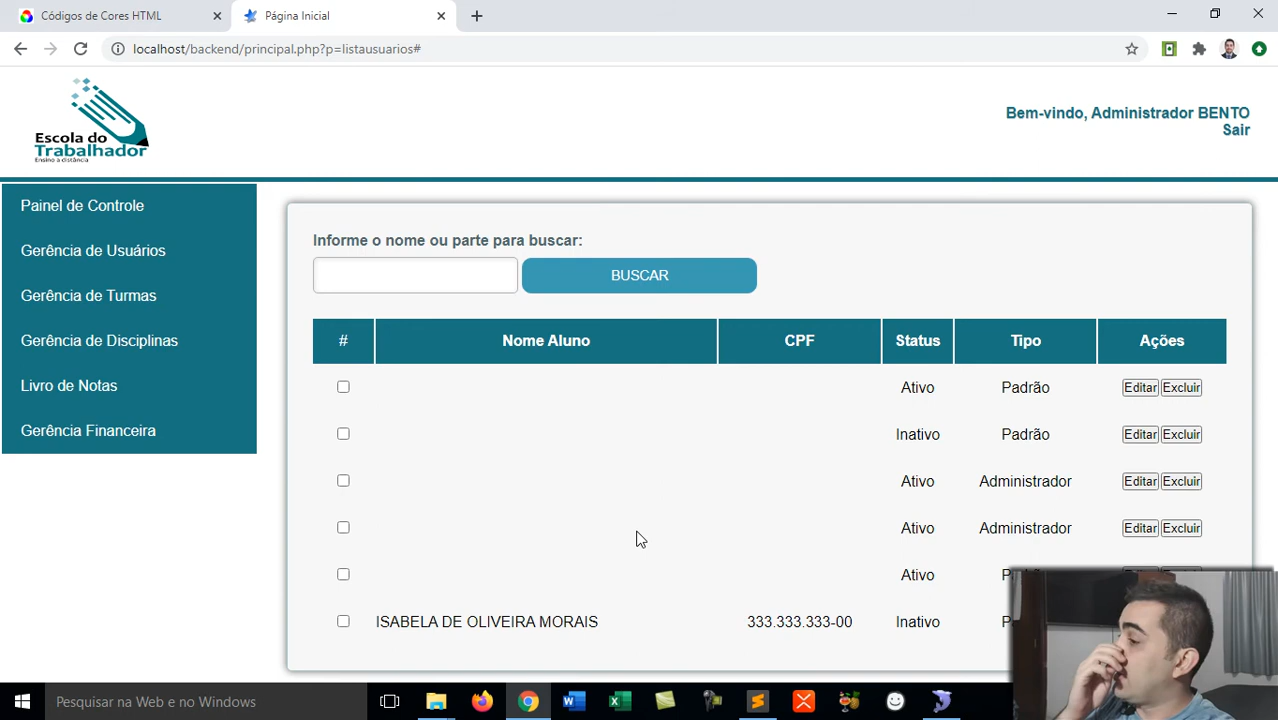 Códigos de Cores HTML
Página Inicial
localhost/backend/principal.php?p=listausuarios#
Escola do
Trabalhador
Ensino a distância
Bem-vindo, Administrador BENTO
Sair
Painel de Controle
Gerência de Usuários
Gerência de Turmas
Gerência de Disciplinas
Livro de Notas
Gerência Financeira
Informe o nome ou parte para buscar:
BUSCAR
# Nome Aluno CPF Status Tipo Ações
Ativo Padrão Editar Excluir
Inativo Padrão Editar Excluir
Ativo Administrador Editar Excluir
Ativo Administrador Editar Excluir
Ativo
ISABELA DE OLIVEIRA MORAIS 333.333.333-00 Inativo
Pesquisar na Web e no Windows